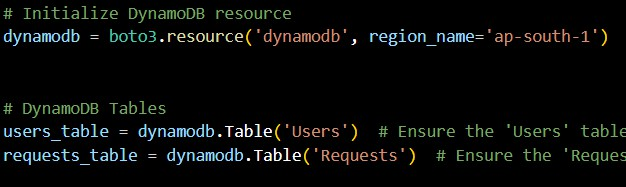 # Initialize DynamoDB resource
dynamodb = boto3.resource('dynamodb', region_name='ap-south-1')
# DynamoDB Tables
users_table = dynamodb.Table('Users')  # Ensure the 'Users' table
requests_table = dynamodb.Table('Requests')  # Ensure the 'Reques